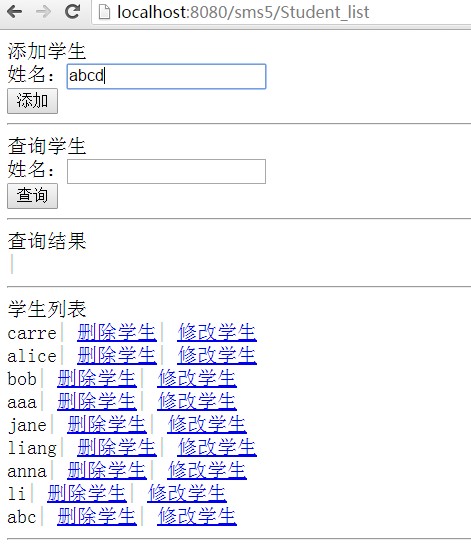 localhost:8080/sms5/Student_list
添加学生
姓名：abcd
添加
查询学生
姓名：
查询
查询结果
|
学生列表
carre| 删除学生| 修改学生
alice| 删除学生| 修改学生
bob| 删除学生| 修改学生
aaa| 删除学生| 修改学生
jane| 删除学生| 修改学生
liang| 删除学生| 修改学生
anna| 删除学生| 修改学生
li| 删除学生| 修改学生
abc| 删除学生| 修改学生